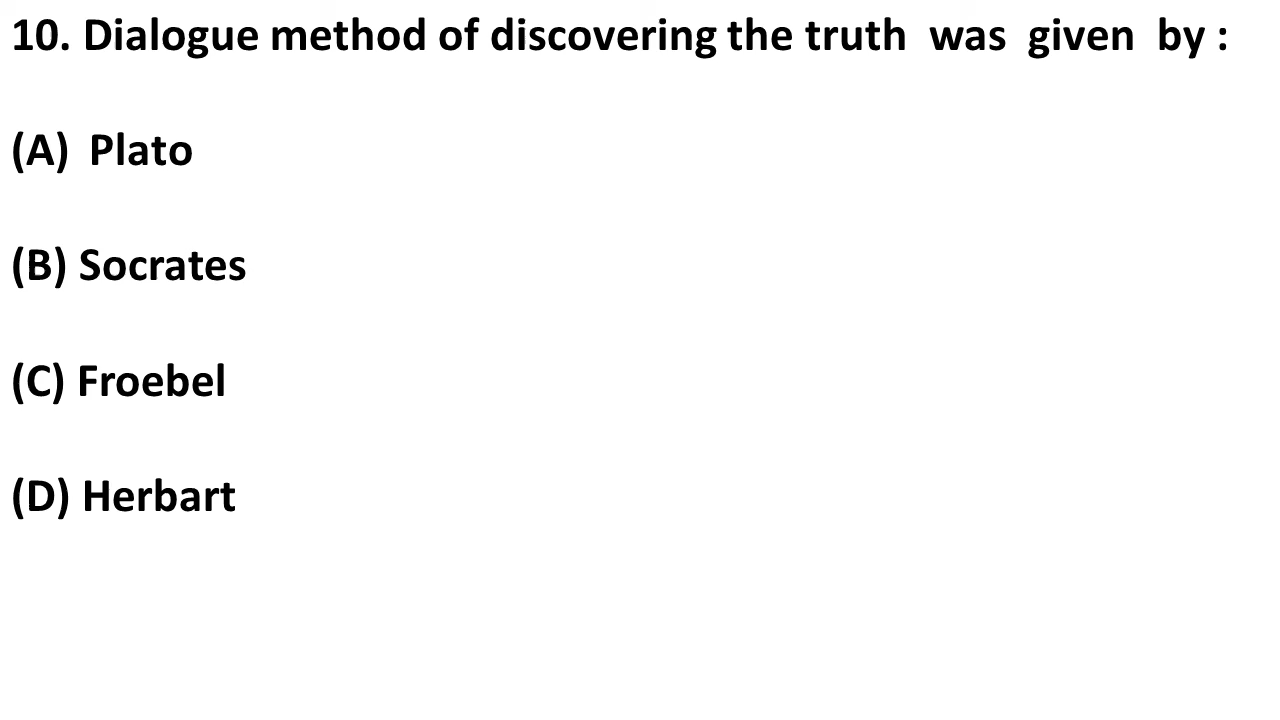 10. Dialogue method of discovering the truth was given by :
(A) Plato
(B) Socrates
(C) Froebel
(D) Herbart